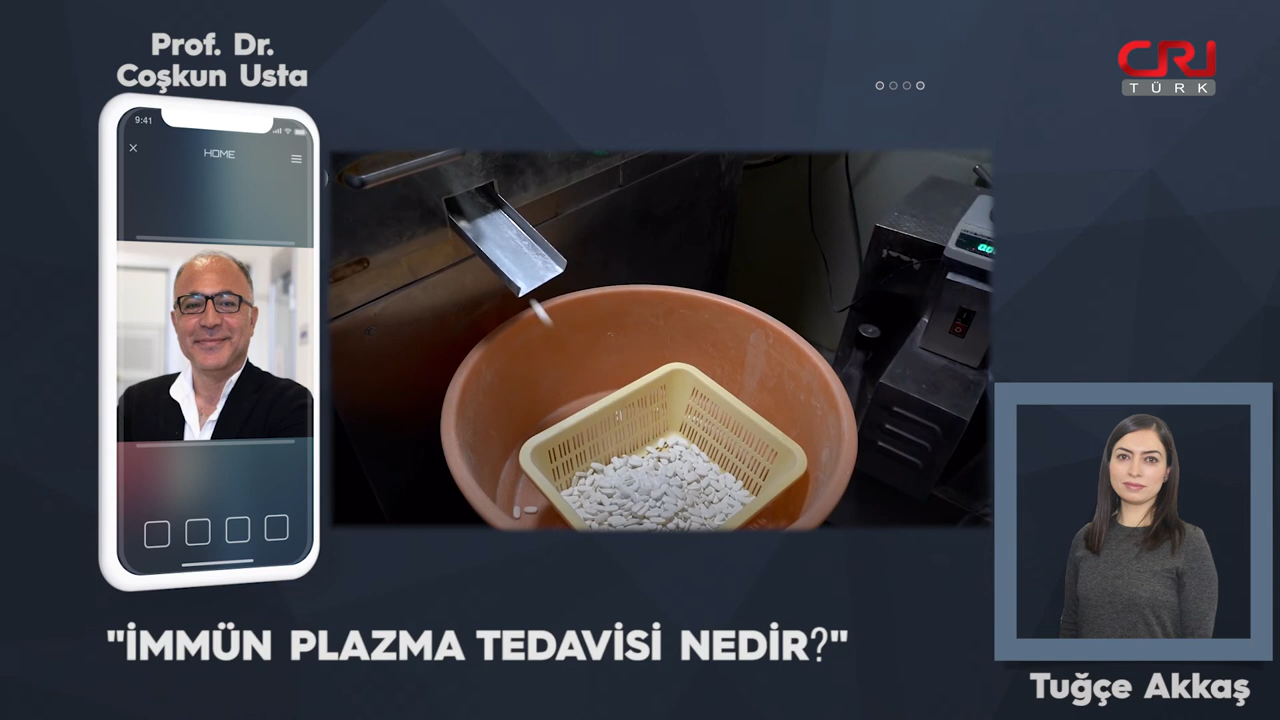 Prof. Dr.
Coşkun Usta
CRI
TÜRK
9:41
HOME
"İMMÜN PLAZMA TEDAVİSİ NEDİR?"
Tuğçe Akkaş